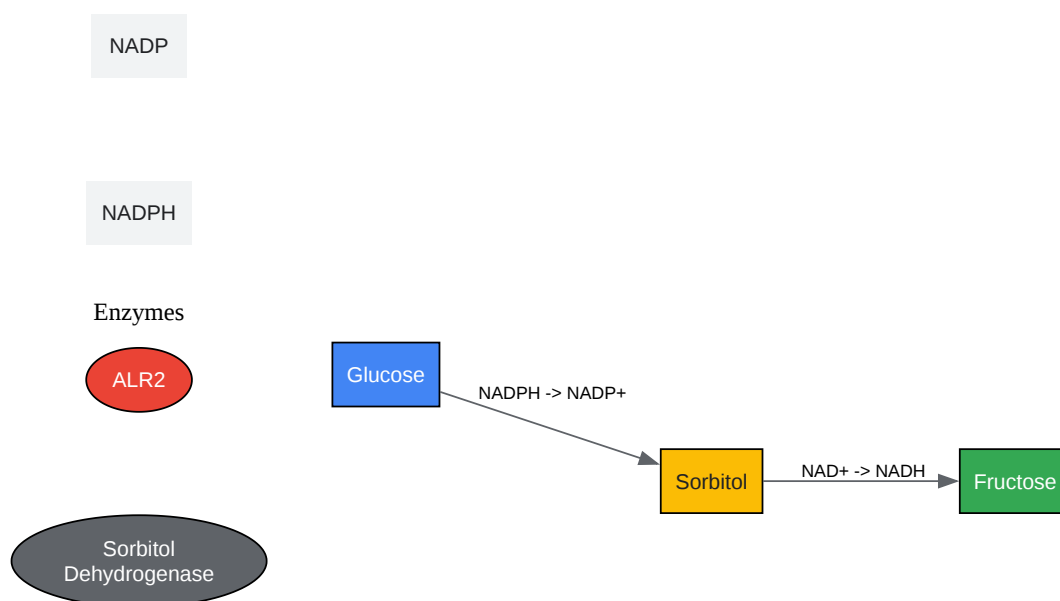 NADP
NADPH
Enzymes
ALR2
Glucose
NADPH -> NADP+
Sorbitol
NAD+ -> NADH
Fructose
Sorbitol
Dehydrogenase